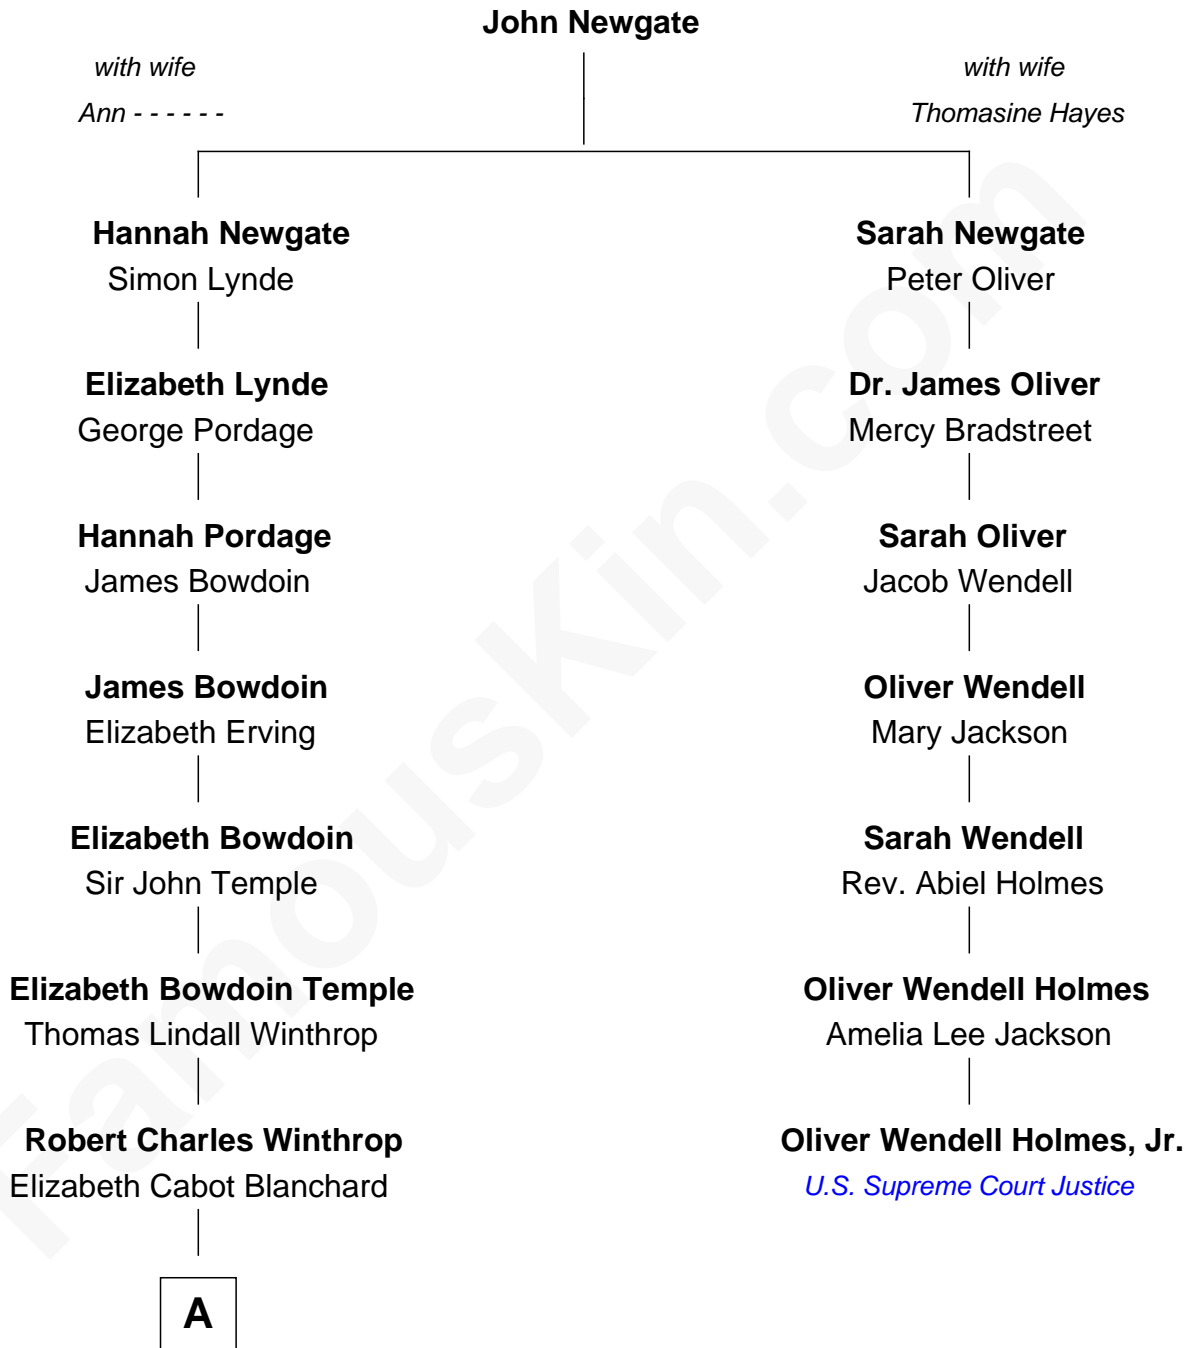 John Newgate
with wife
Ann - - - - - -
with wife
Thomasine Hayes
Hannah Newgate
Simon Lynde
Sarah Newgate
Peter Oliver
Elizabeth Lynde
George Pordage
Dr. James Oliver
Mercy Bradstreet
Hannah Pordage
James Bowdoin
Sarah Oliver
Jacob Wendell
James Bowdoin
Elizabeth Erving
Oliver Wendell
Mary Jackson
Elizabeth Bowdoin
Sir John Temple
Sarah Wendell
Rev. Abiel Holmes
Elizabeth Bowdoin Temple
Thomas Lindall Winthrop
Oliver Wendell Holmes
Amelia Lee Jackson
Robert Charles Winthrop
Elizabeth Cabot Blanchard
Oliver Wendell Holmes, Jr.
U.S. Supreme Court Justice
A
FamousKin.com